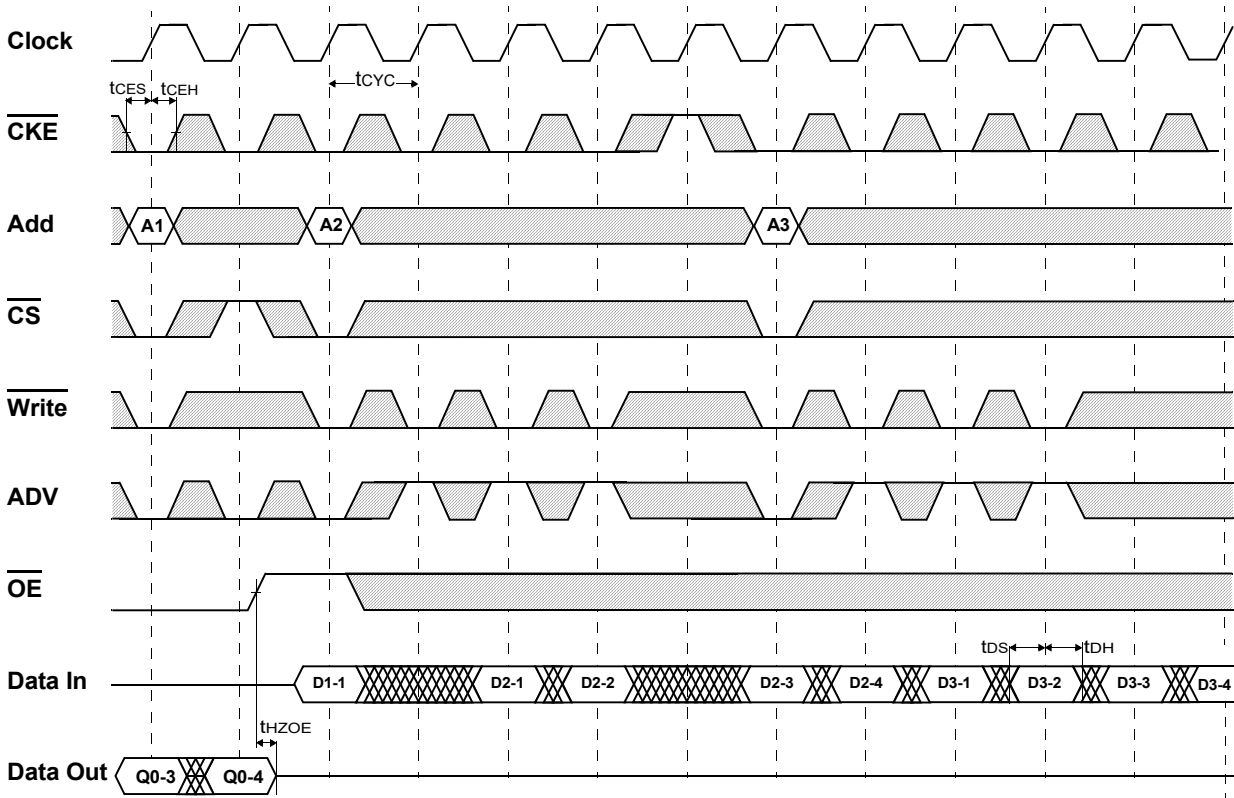 Clock
tCYC
tCES tCEH
CKE
Add A1 A2 A3
CS
Write
ADV
OE
tDS tDH
Data In D1-1 D2-1 D2-2 D2-3 D2-4 D3-1 D3-2 D3-3 D3-4
tHZOE
Data Out Q0-3 Q0-4